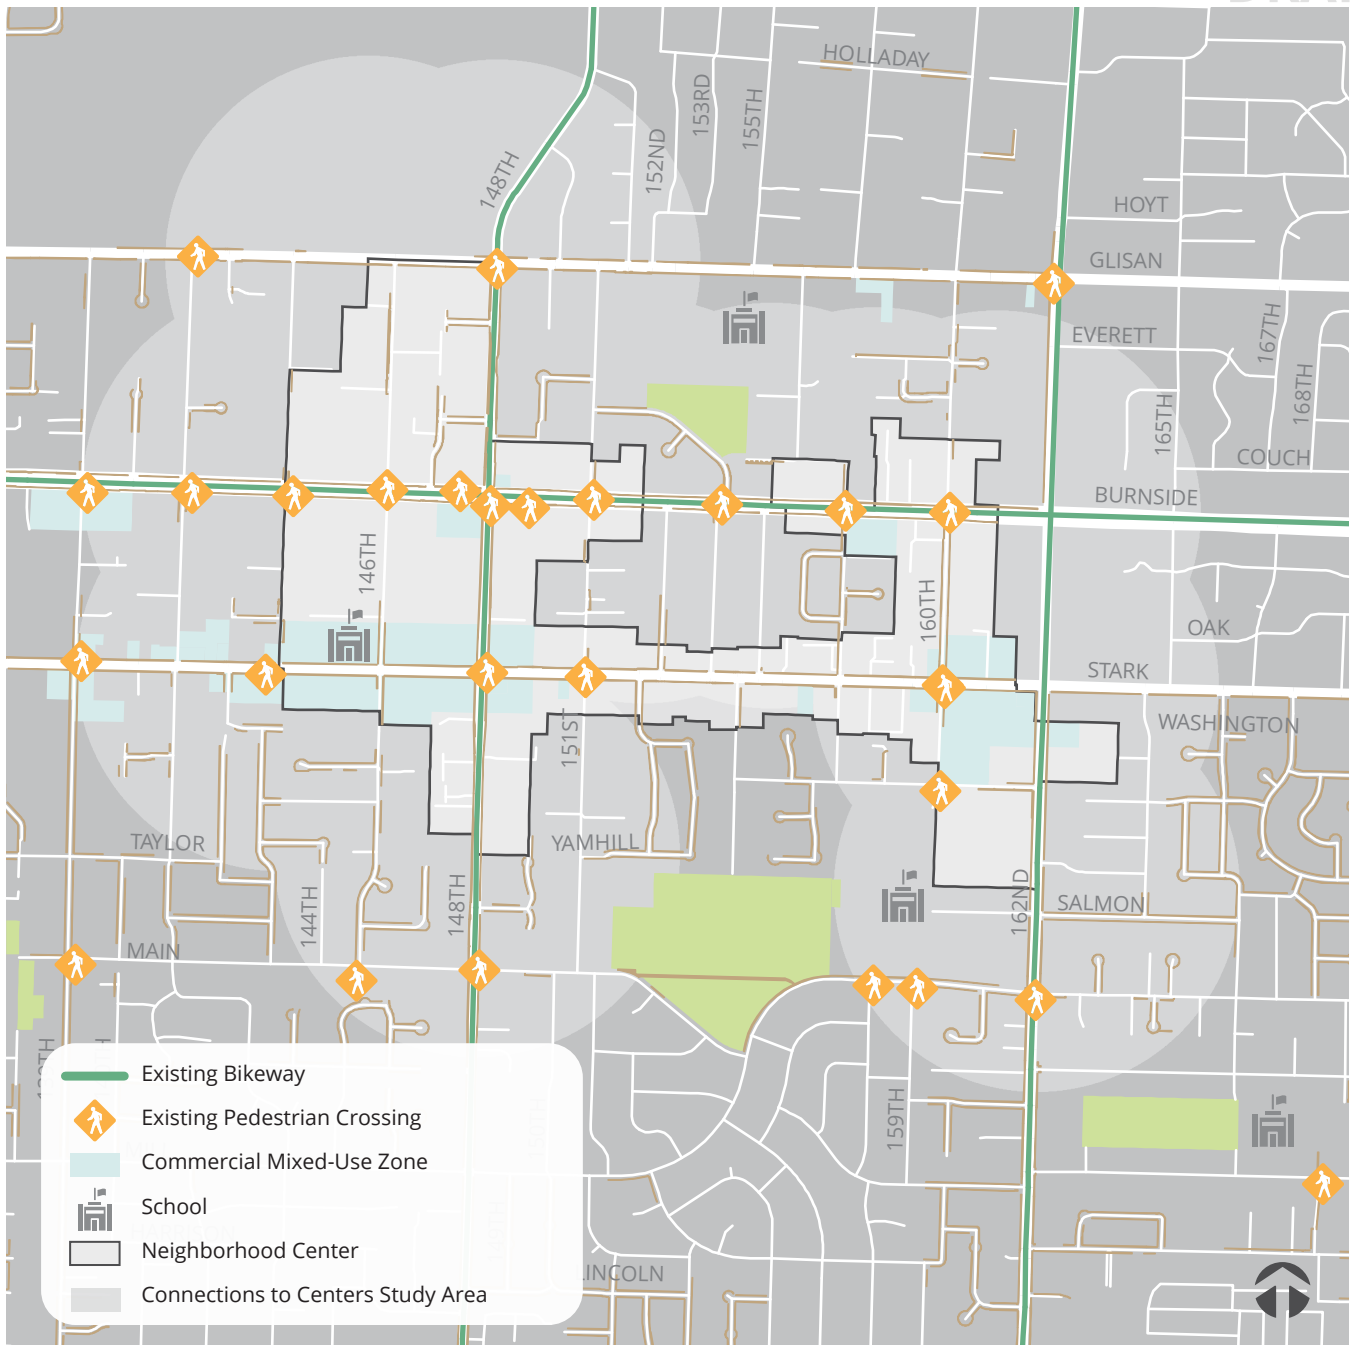 HOLLADAY
153RD
155TH
152ND
148TH
HOYT
GLISAN
EVERETT
167TH
168TH
165TH
COUCH
BURNSIDE
146TH
160TH
OAK
STARK
WASHINGTON
151ST
TAYLOR
YAMHILL
144TH
148TH
162ND
SALMON
MAIN
159TH
LINCOLN
Existing Bikeway
Existing Pedestrian Crossing
Commercial Mixed-Use Zone
School
Neighborhood Center
Connections to Centers Study Area